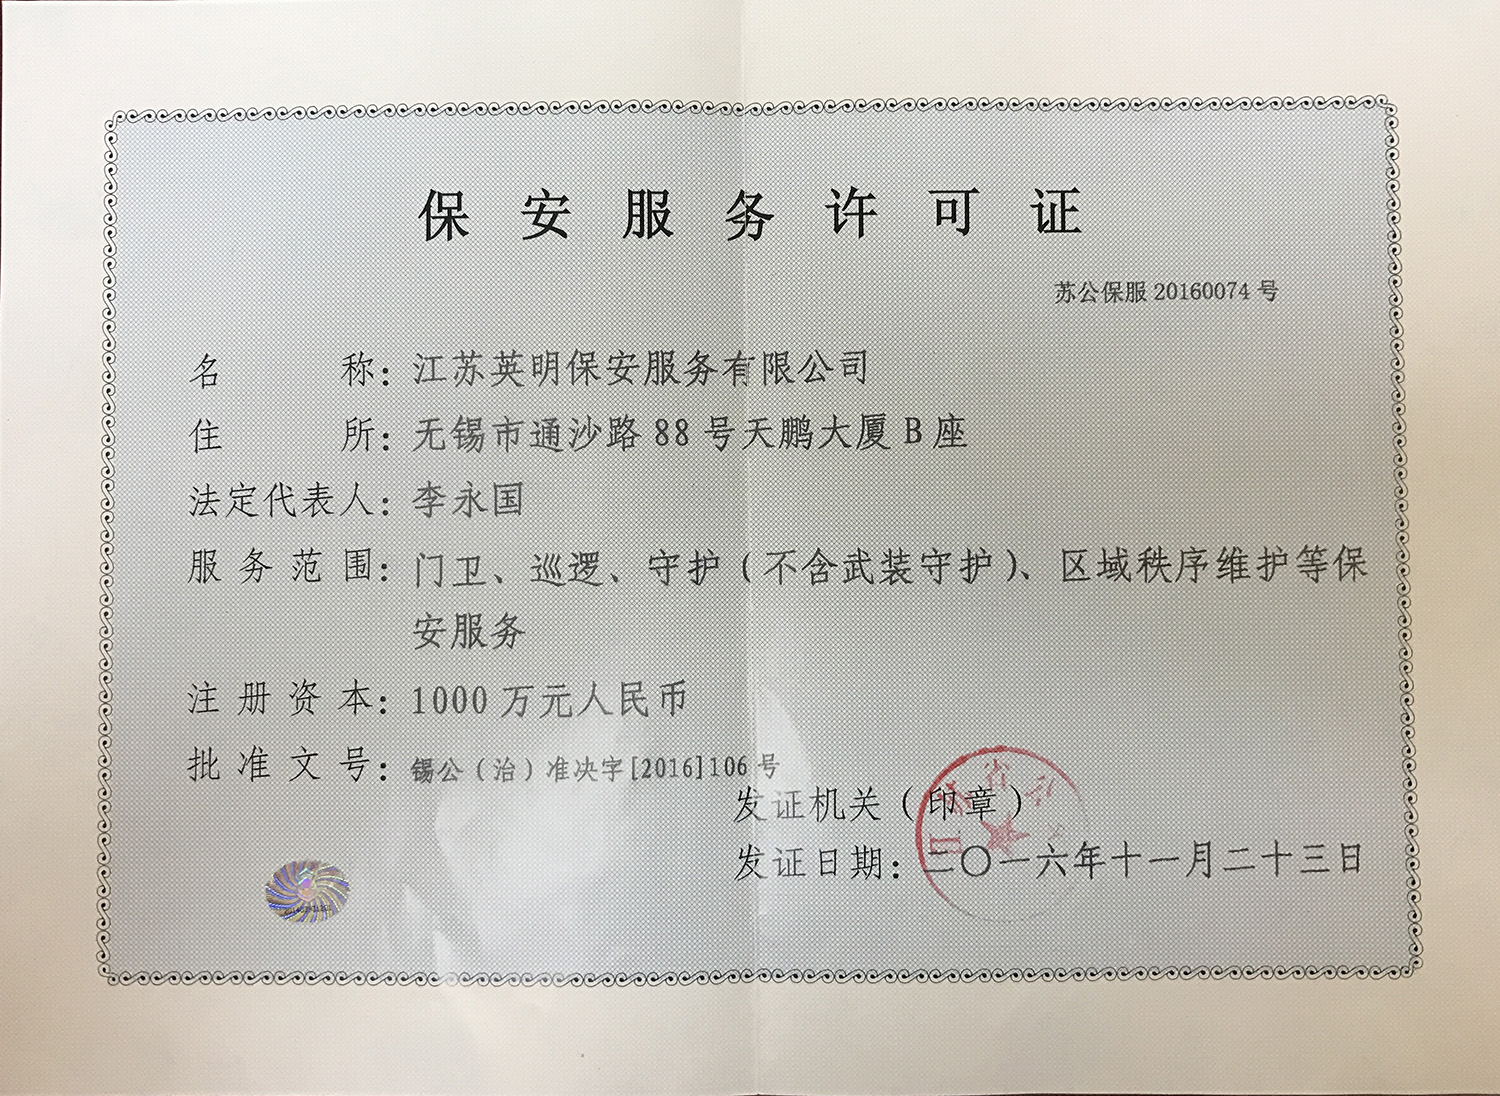 保安服务许可证
苏公保服20160074号
名称：江苏英明保安服务有限公司
住所：无锡市通沙路88号天鹏大厦B座
法定代表人：李永国
服务范围：门卫、巡逻、守护（不含武装守护）、区域秩序维护等保
安服务
注册资本：1000万元人民币
批准文号：锡公（治）准决字[2016]106号
发证机关（印章）
江苏省公
发证日期：二〇一六年十一月二十三日